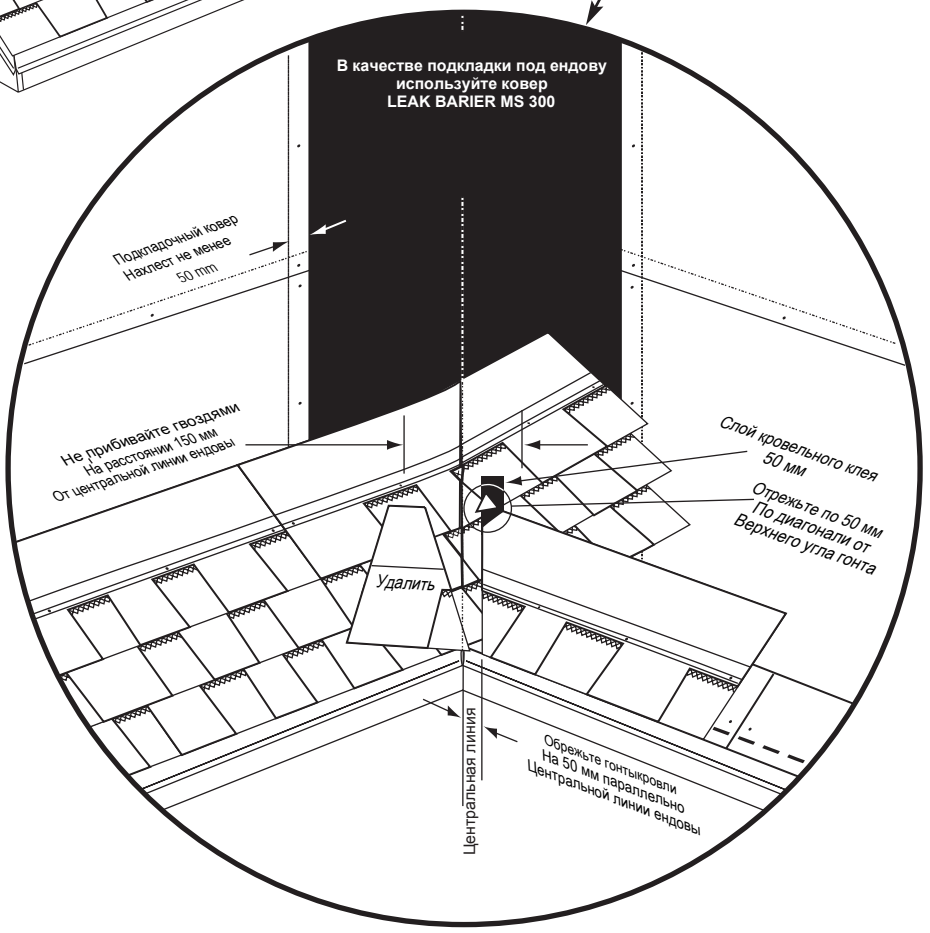 В качестве подкладки под ендову
используйте ковер
LEAK BARIER MS 300
Подкладочный ковер
Нахлест не менее
50 mm
Не прибивайте гвоздями
На расстоянии 150 мм
От центральной линии ендовы
Слой кровельного клея
50 мм
Отрежьте по 50 мм
По диагонали от
Верхнего угла гонта
Удалить
Центральная линия
Обрежьте гонтыкровли
На 50 мм параллельно
Центральной линии ендовы